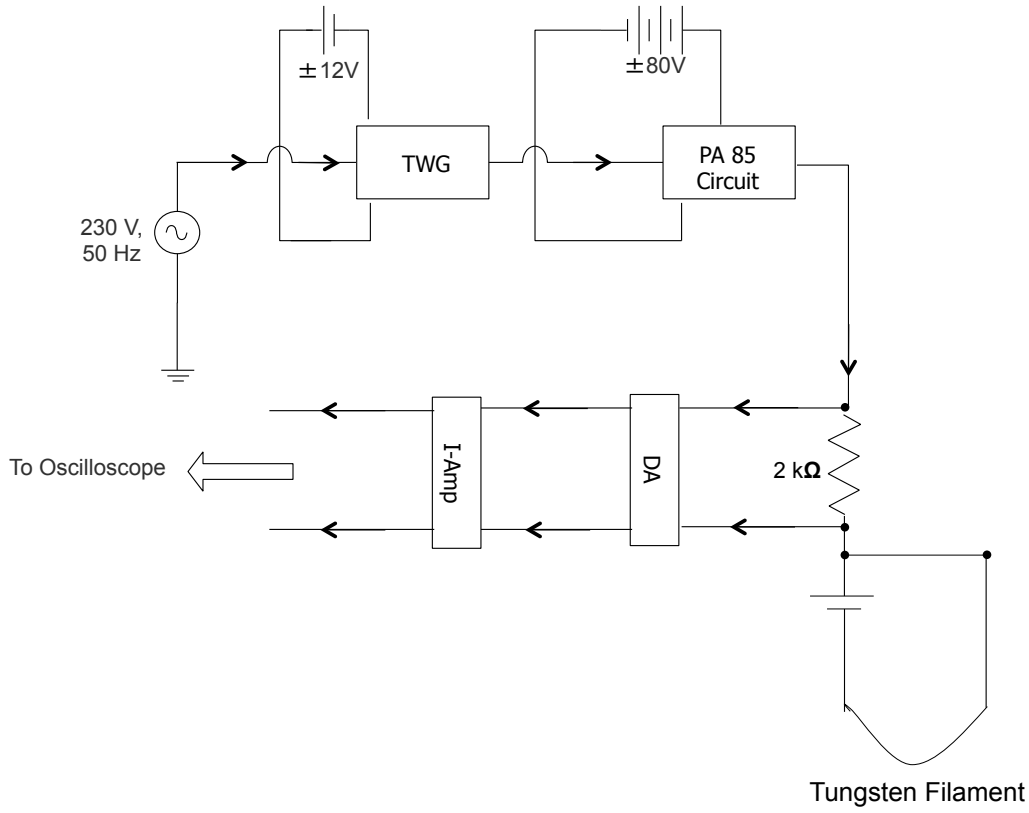 ±12V
±80V
TWG
PA 85
Circuit
230 V,
50 Hz
To Oscilloscope
I-Amp
DA
2 kΩ
Tungsten Filament